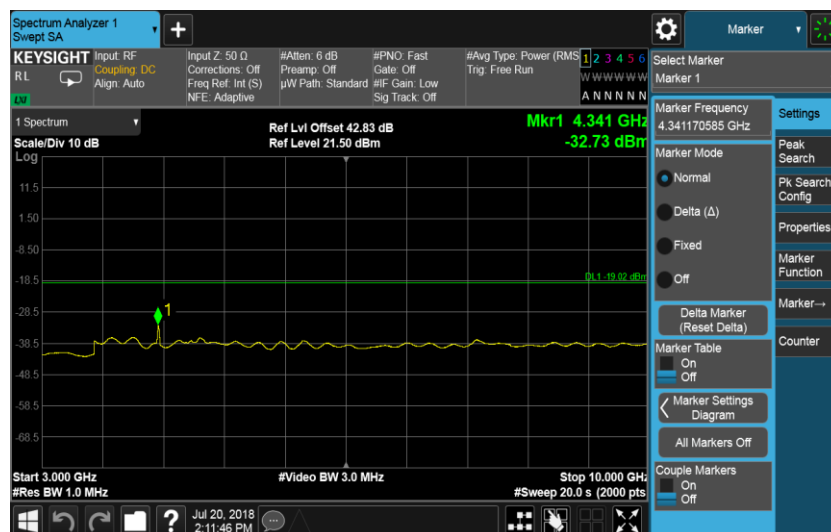 Spectrum Analyzer 1
Swept SA
Marker
KEYSIGHT
RL
LXI
Input: RF
Coupling: DC
Align: Auto
Input Z: 50 Ω
Corrections: Off
Freq Ref: Int (S)
NFE: Adaptive
#Atten: 6 dB
Preamp: Off
µW Path: Standard
#PNO: Fast
Gate: Off
#IF Gain: Low
Sig Track: Off
#Avg Type: Power (RMS
Trig: Free Run
1 2 3 4 5 6
W W W W W W
A N N N N N
Select Marker
Marker 1
1 Spectrum
Scale/Div 10 dB
Log
Ref Lvl Offset 42.83 dB
Ref Level 21.50 dBm
Mkr1 4.341 GHz
-32.73 dBm
11.5
1.50
-8.50
-18.5
-28.5
-38.5
-48.5
-58.5
-68.5
DL1 -19.02 dBm
1
Start 3.000 GHz
#Res BW 1.0 MHz
#Video BW 3.0 MHz
Stop 10.000 GHz
#Sweep 20.0 s (2000 pts
Jul 20, 2018
2:11:46 PM
?
Marker Frequency
4.341170585 GHz
Marker Mode
Normal
Delta (Δ)
Fixed
Off
Delta Marker
(Reset Delta)
Marker Table
On
Off
Marker Settings
Diagram
All Markers Off
Couple Markers
On
Off
Settings
Peak
Search
Pk Search
Config
Properties
Marker
Function
Marker→
Counter